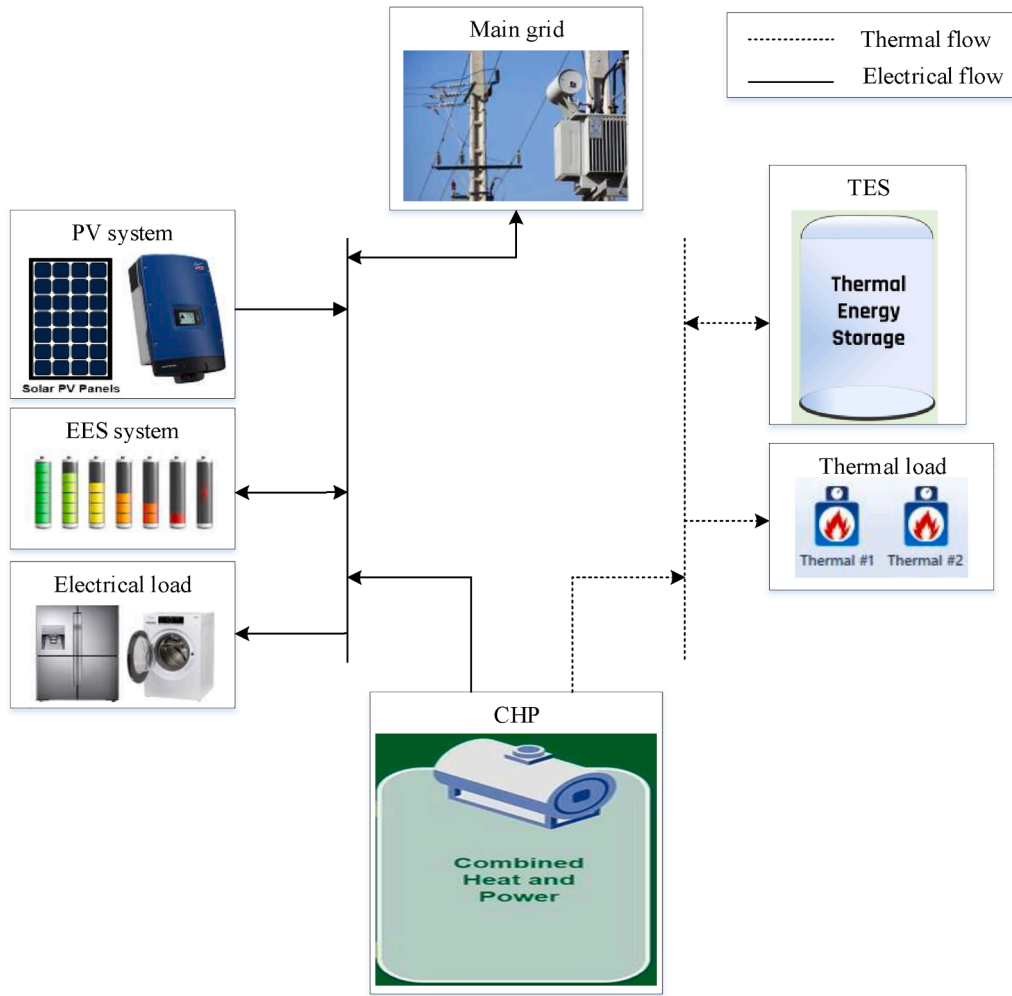 Main grid
Thermal flow
Electrical flow
PV system
Solar PV Panels
TES
Thermal
Energy
Storage
EES system
Thermal load
Thermal #1
Thermal #2
Electrical load
CHP
Combined
Heat and
Power